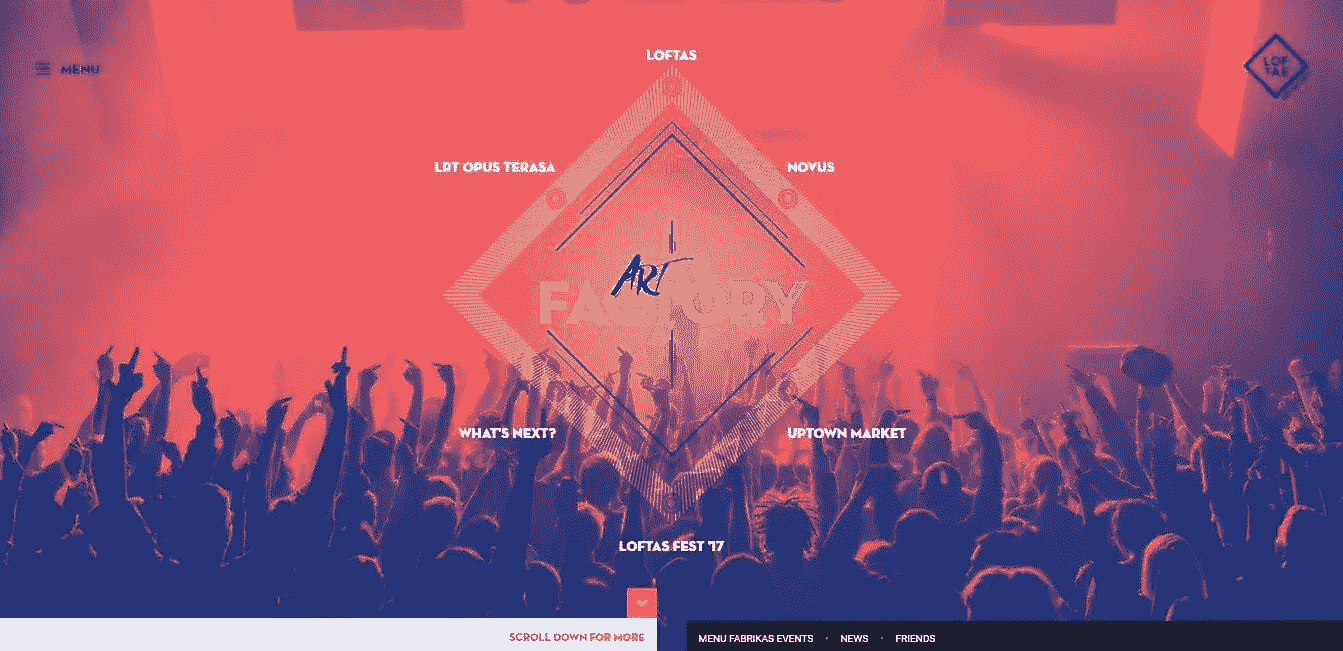 LOFTAS
MENU
LOF
TAS
LRT OPUS TERASA
NOVUS
ART
FACTORY
WHAT'S NEXT?
UPTOWN MARKET
LOFTAS FEST '17
SCROLL DOWN FOR MORE
MENU FABRIKAS EVENTS • NEWS • FRIENDS